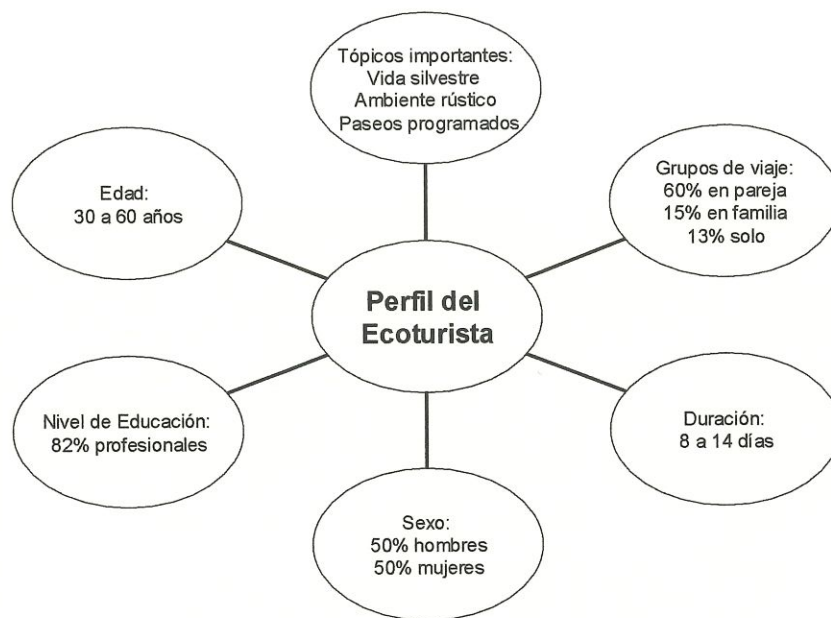 Tópicos importantes:
Vida silvestre
Ambiente rústico
Paseos programados
Edad:
30 a 60 años
Grupos de viaje:
60% en pareja
15% en familia
13% solo
Perfil del
Ecoturista
Nivel de Educación:
82% profesionales
Duración:
8 a 14 días
Sexo:
50% hombres
50% mujeres